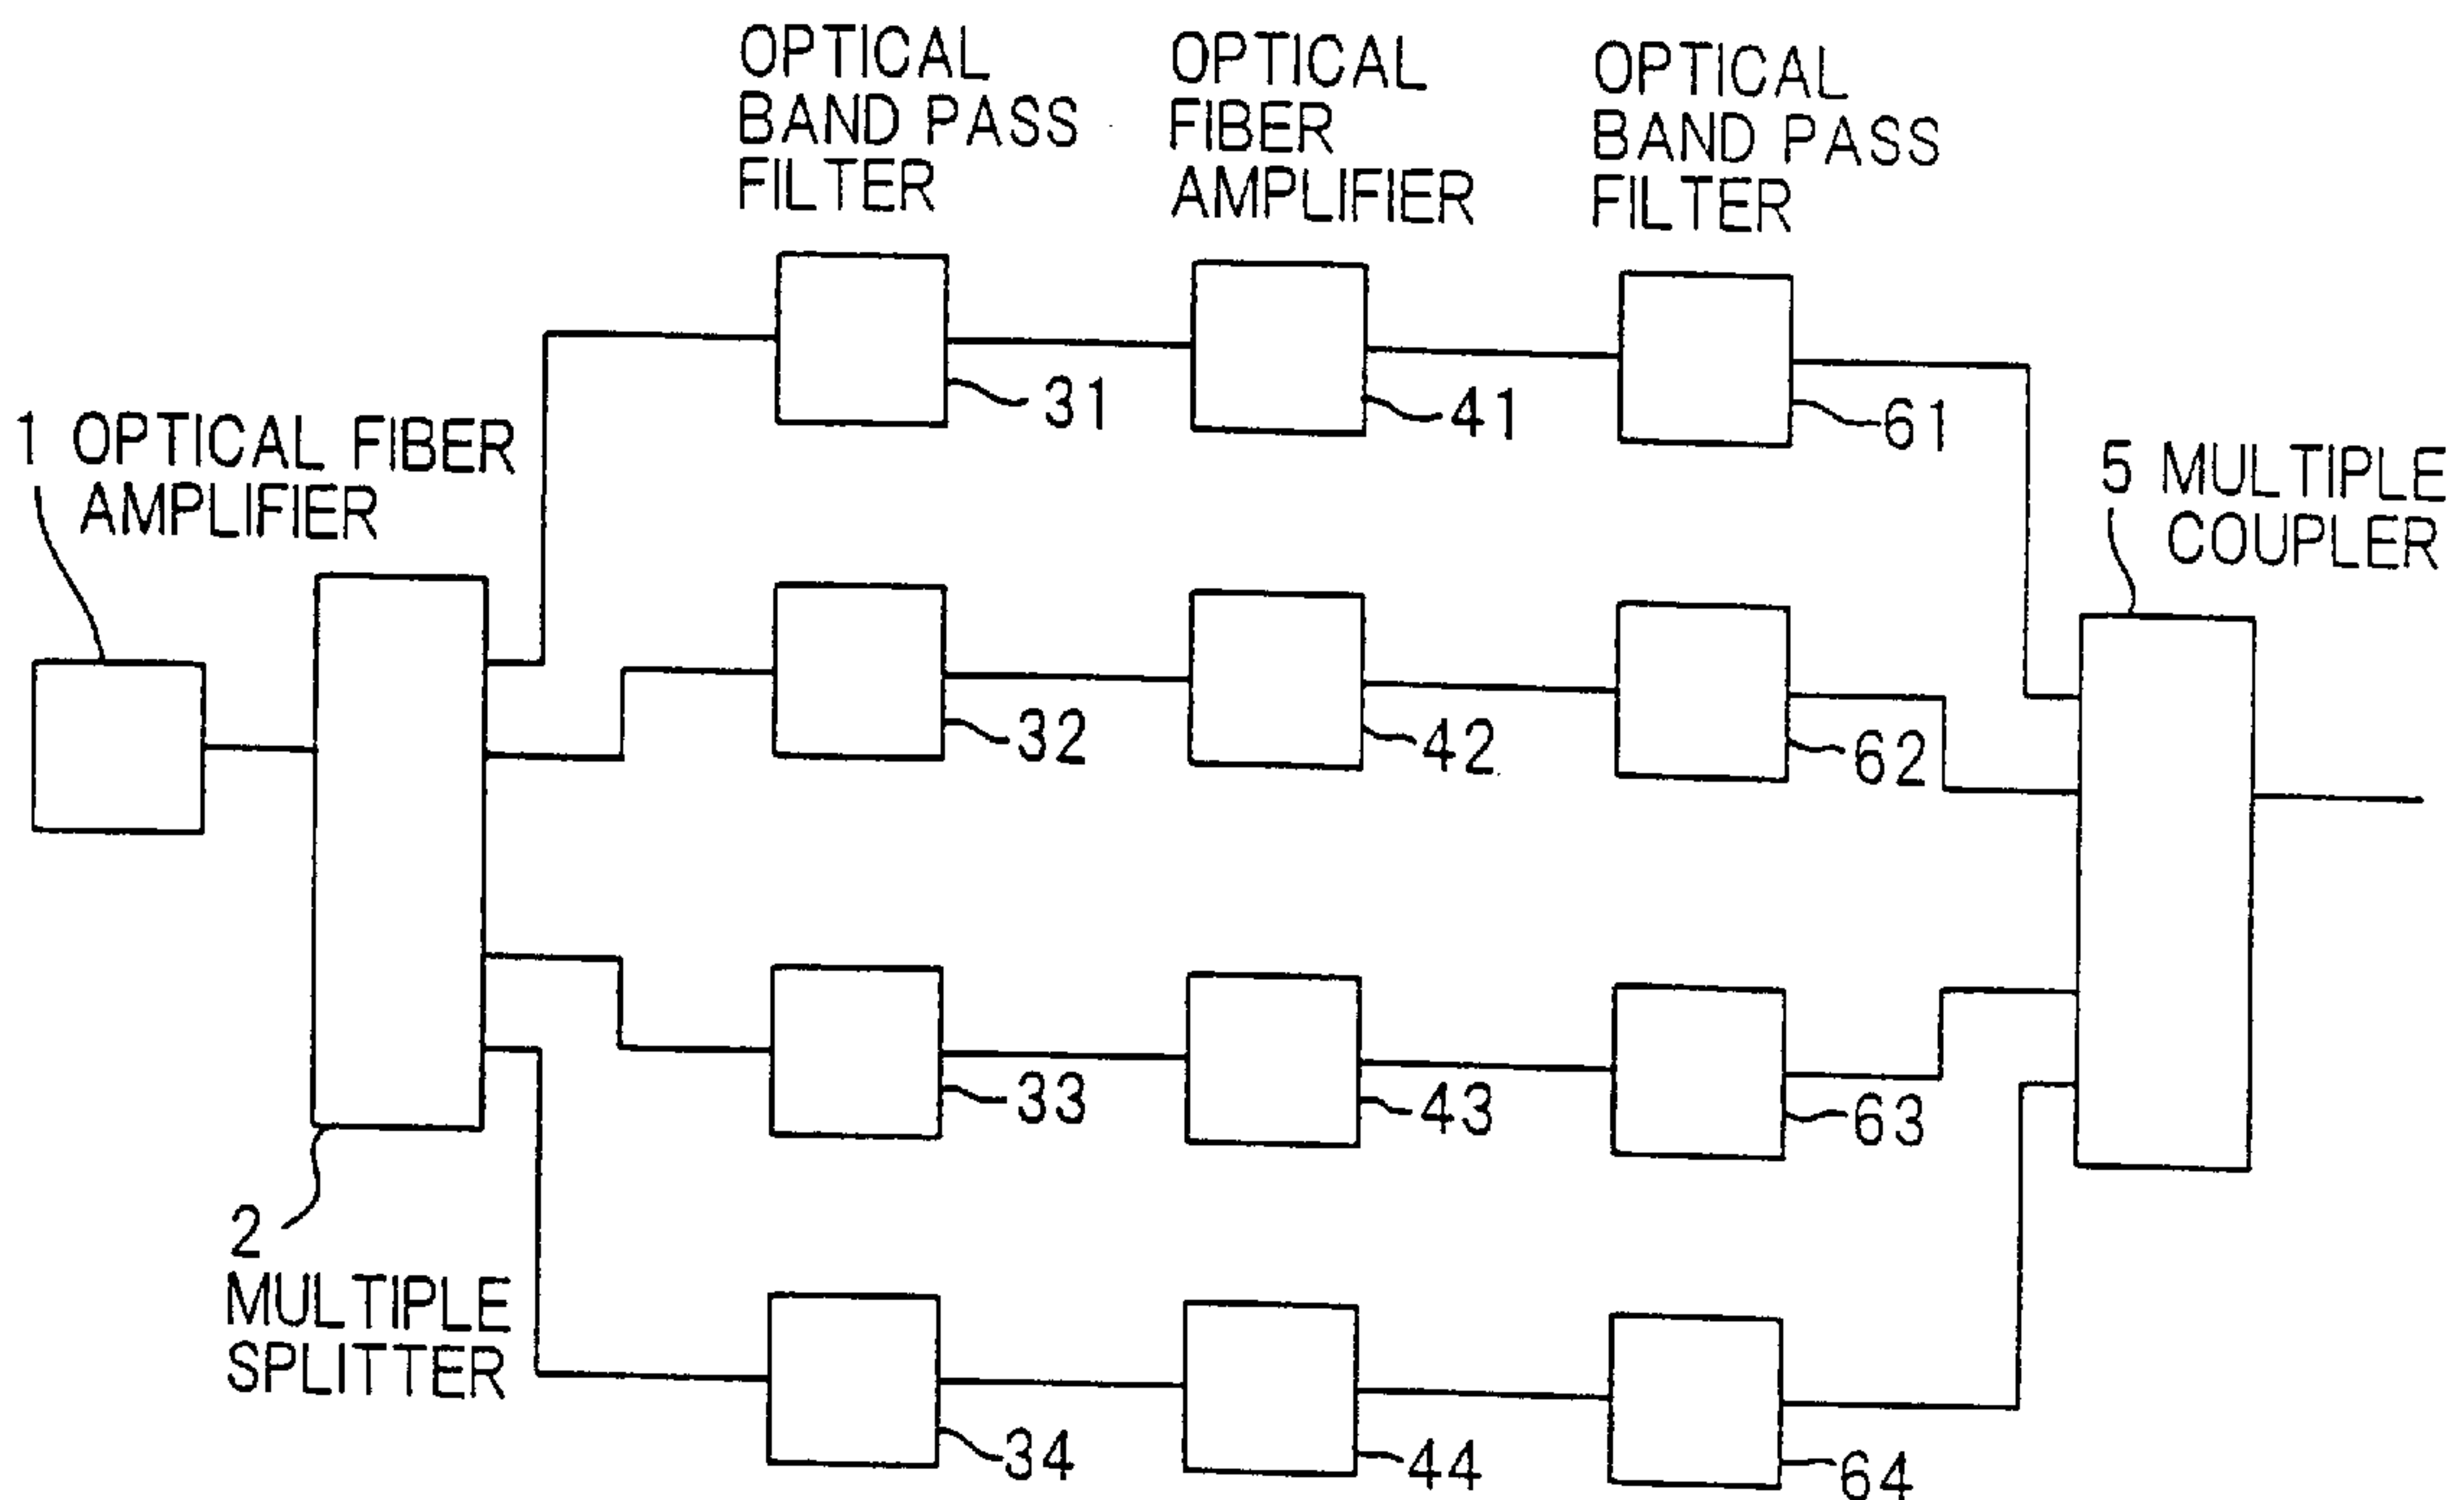 OPTICAL
BAND PASS
FILTER
OPTICAL
FIBER
AMPLIFIER
OPTICAL
BAND PASS
FILTER
31
41
61
1 OPTICAL FIBER
AMPLIFIER
5 MULTIPLE
COUPLER
32
42
62
33
43
63
2
MULTIPLE
SPLITTER
34
44
64